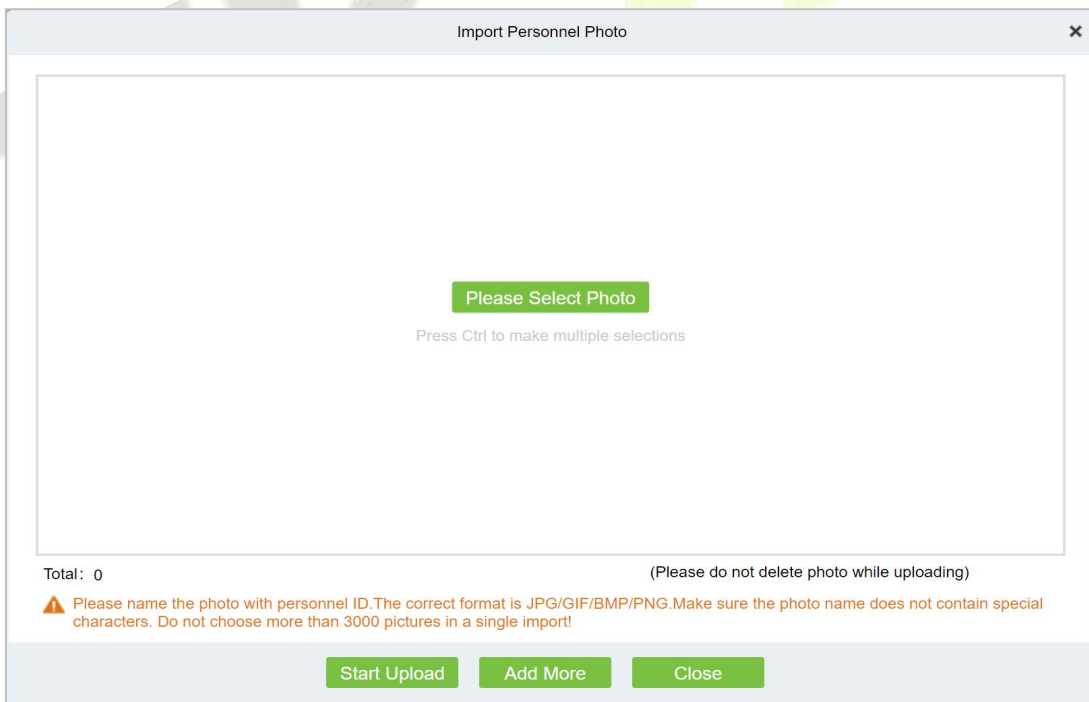 Import Personnel Photo
Please Select Photo
Press Ctrl to make multiple selections
Total: 0
(Please do not delete photo while uploading)
Please name the photo with personnel ID.The correct format is JPG/GIF/BMP/PNG.Make sure the photo name does not contain special
characters. Do not choose more than 3000 pictures in a single import!
Start Upload
Add More
Close